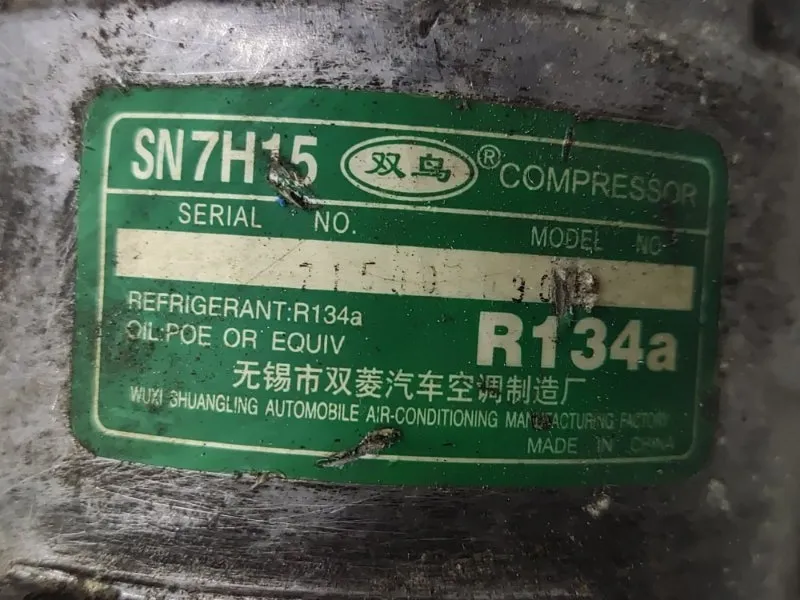 SN7H15 双鸟® COMPRESSOR
SERIAL NO. MODEL NO
REFRIGERANT:R134a
OIL:POE OR EQUIV R134a
无锡市双菱汽车空调制造厂
WUXI SHUANGLING AUTOMOBILE AIR-CONDITIONING MANUFACTURING FACTORY
MADE IN CHINA